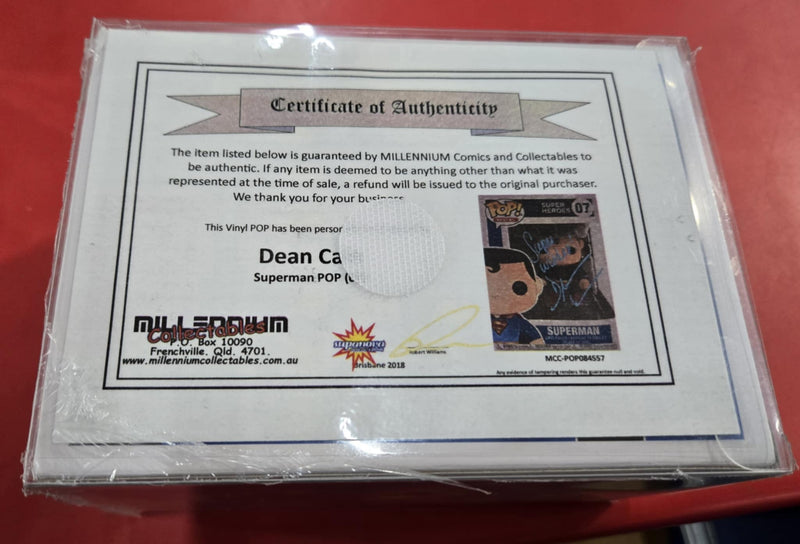 Certificate of Authenticity
The item listed below is guaranteed by MILLENNIUM Comics and Collectables to
be authentic. If any item is deemed to be anything other than what it was
represented at the time of sale, a refund will be issued to the original purchaser.
We thank you for your business
This Vinyl POP has been person
Dean Ca
Superman POP
MILLENNIUM
Collectables
P.O. Box 10090
Frenchville, Qld. 4701.
www.millenniumcollectables.com.au
supanova
Robert Williams
Brisbane 2018
POP!
SUPER
HEROES
07
SUPERMAN
MCC-POP084557
Any evidence of tampering renders this guarantee null and void.